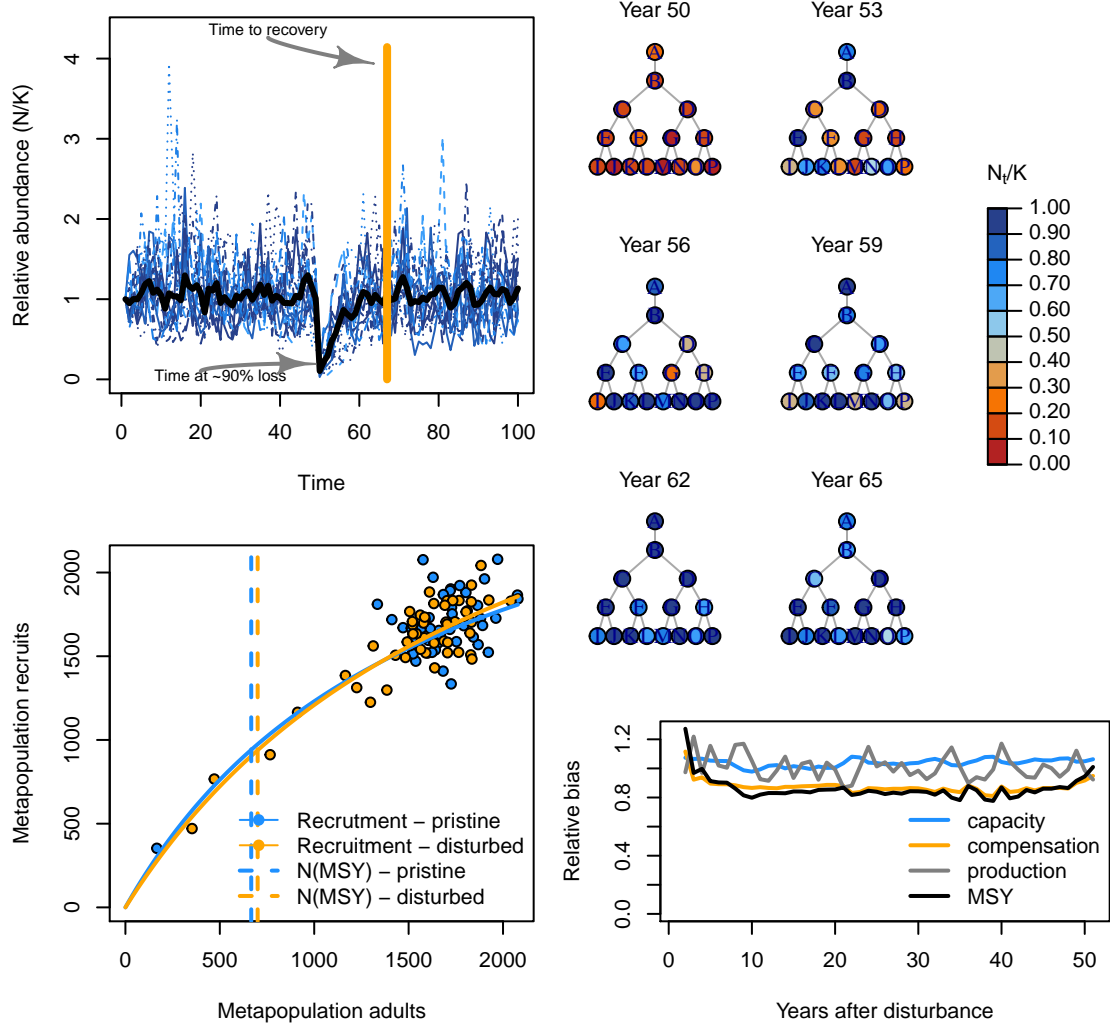 Time to recovery
Time at ~90% loss
Relative abundance (N/K)
4
3
2
1
0
0
20
40
60
80
100
Time
Year 50
A
B
E
F
G
H
I
K
M
N
P
Year 53
A
B
E
F
G
H
I
J
K
L
M
N
O
P
Year 56
A
B
C
D
E
F
G
H
I
K
M
N
P
Year 59
A
B
D
E
F
G
H
I
J
K
M
N
O
P
Year 62
A
B
E
F
G
H
I
K
L
M
N
P
Year 65
A
B
E
F
G
H
I
K
L
M
N
O
P
Nt/K
1.00
0.90
0.80
0.70
0.60
0.50
0.40
0.30
0.20
0.10
0.00
Metapopulation recruits
2000
1500
1000
500
0
0
500
1000
1500
2000
Metapopulation adults
Recrutment – pristine
Recruitment – disturbed
N(MSY) – pristine
N(MSY) – disturbed
Relative bias
1.2
0.8
0.4
0.0
0
10
20
30
40
50
Years after disturbance
capacity
compensation
production
MSY